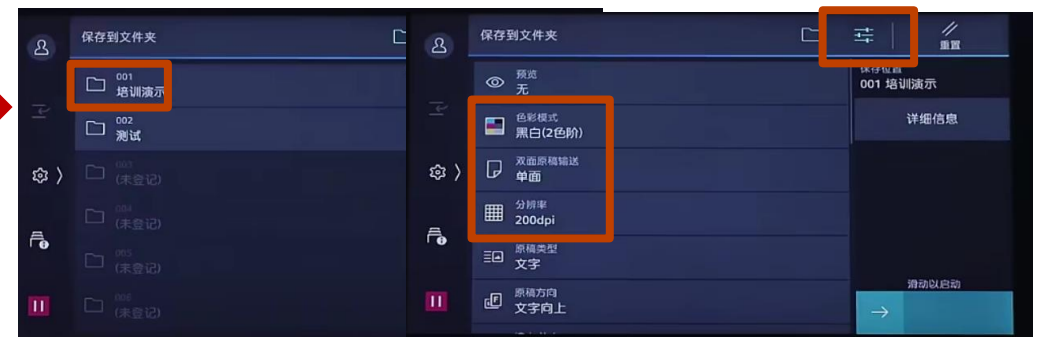 保存到文件夹
001
培训演示
002
测试
003
(未登记)
004
(未登记)
005
(未登记)
006
(未登记)
保存到文件夹
重置
预览
无
色彩模式
黑白(2色阶)
双面原稿输送
单面
分辨率
200dpi
原稿类型
文字
原稿方向
文字向上
保存位置
001 培训演示
详细信息
滑动以启动